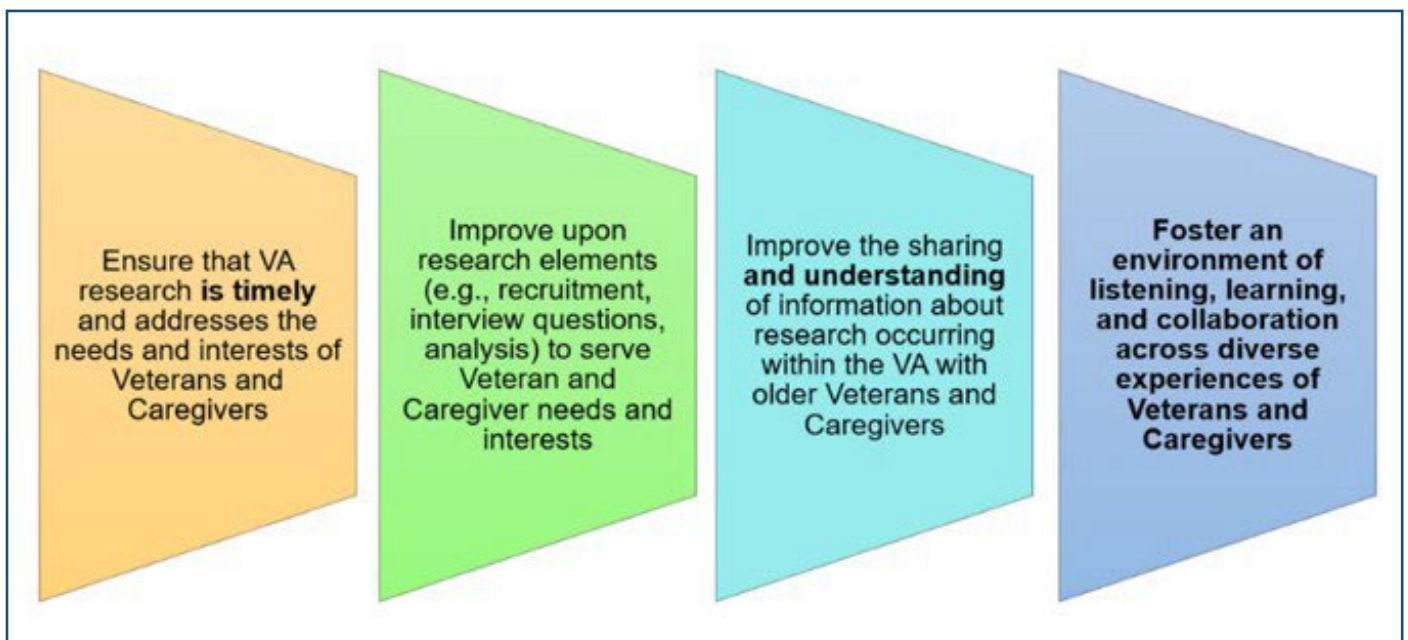 Ensure that VA
research is timely
and addresses the
needs and interests of
Veterans and
Caregivers
Improve upon
research elements
(e.g., recruitment,
interview questions,
analysis) to serve
Veteran and
Caregiver needs and
interests
Improve the sharing
and understanding
of information about
research occurring
within the VA with
older Veterans and
Caregivers
Foster an
environment of
listening, learning,
and collaboration
across diverse
experiences of
Veterans and
Caregivers